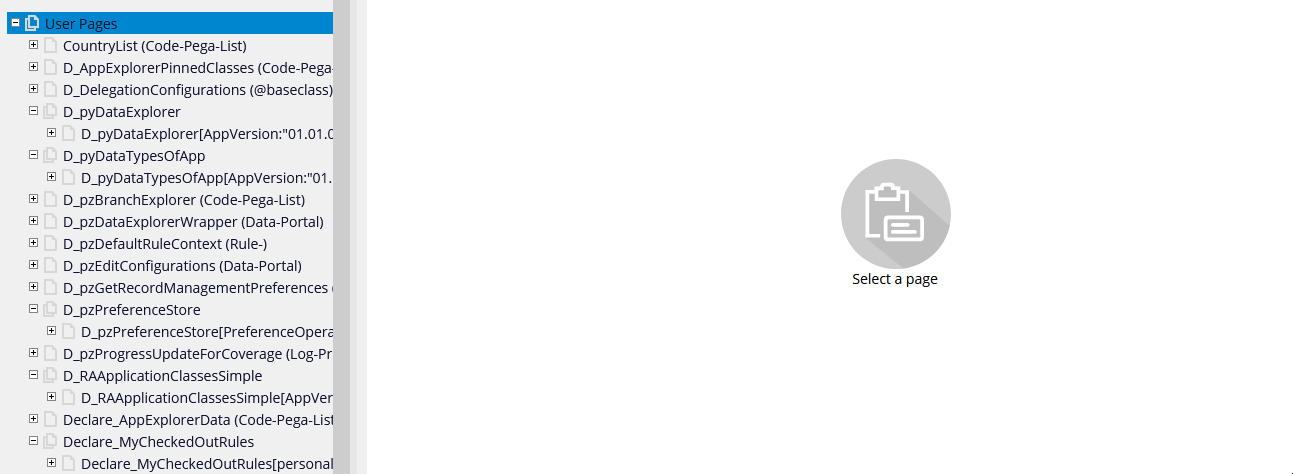 User Pages
CountryList (Code-Pega-List)
D_AppExplorerPinnedClasses (Code-Pega-
D_DelegationConfigurations (@baseclass)
D_pyDataExplorer
D_pyDataExplorer[AppVersion:"01.01.0
D_pyDataTypesOfApp
D_pyDataTypesOfApp[AppVersion:"01.
D_pzBranchExplorer (Code-Pega-List)
D_pzDataExplorerWrapper (Data-Portal)
D_pzDefaultRuleContext (Rule-)
D_pzEditConfigurations (Data-Portal)
D_pzGetRecordManagementPreferences (
D_pzPreferenceStore
D_pzPreferenceStore[PreferenceOpera
D_pzProgressUpdateForCoverage (Log-Pr
D_RAApplicationClassesSimple
D_RAApplicationClassesSimple[AppVer
Declare_AppExplorerData (Code-Pega-List
Declare_MyCheckedOutRules
Declare_MyCheckedOutRules[personal
Select a page